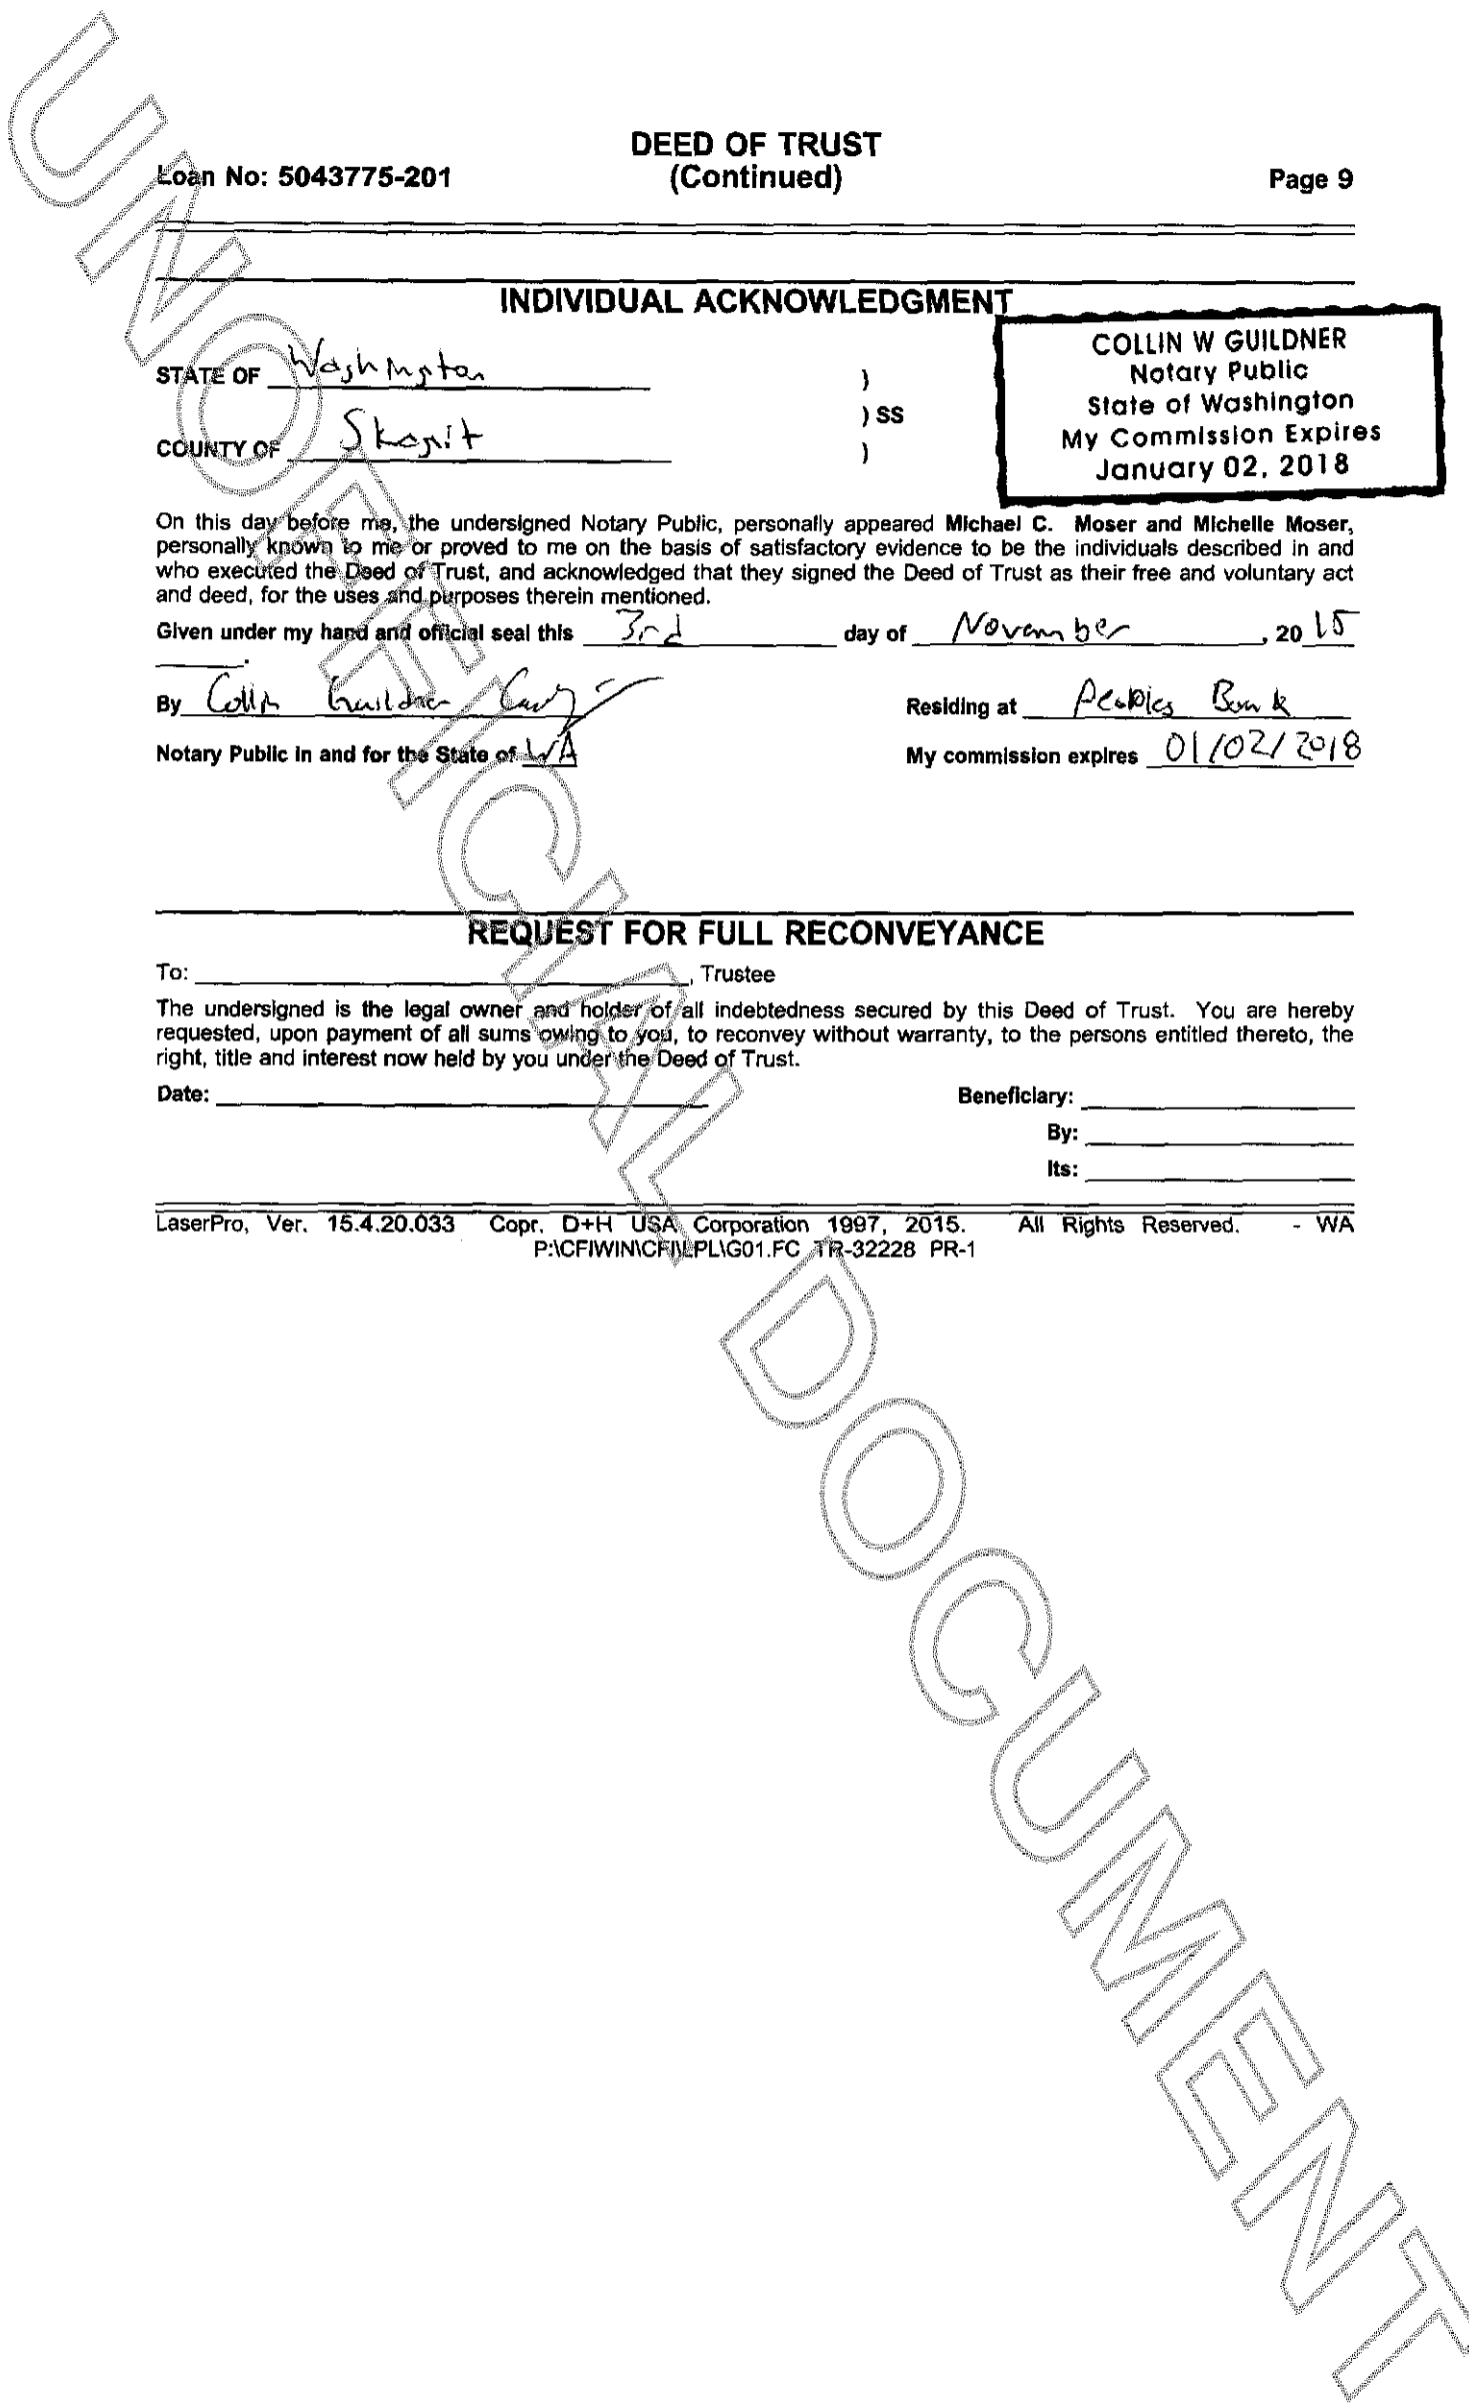 DEED OF TRUST
Loan No: 5043775-201 (Continued) Page 9
INDIVIDUAL ACKNOWLEDGMENT
COLLIN W GUILDNER
Notary Public
State of Washington
My Commission Expires
January 02, 2018
STATE OF Washington )
) SS
COUNTY OF Skagit )
On this day before me, the undersigned Notary Public, personally appeared Michael C. Moser and Michelle Moser,
personally known to me or proved to me on the basis of satisfactory evidence to be the individuals described in and
who executed the Deed of Trust, and acknowledged that they signed the Deed of Trust as their free and voluntary act
and deed, for the uses and purposes therein mentioned.
Given under my hand and official seal this 3rd day of November, 20 15
.
By Collin Guildner Residing at Peoples Bank
Notary Public in and for the State of WA My commission expires 01/02/2018
REQUEST FOR FULL RECONVEYANCE
To: , Trustee
The undersigned is the legal owner and holder of all indebtedness secured by this Deed of Trust. You are hereby
requested, upon payment of all sums owing to you, to reconvey without warranty, to the persons entitled thereto, the
right, title and interest now held by you under the Deed of Trust.
Date: Beneficiary:
By:
Its:
LaserPro, Ver. 15.4.20.033 Copr. D+H USA Corporation 1997, 2015. All Rights Reserved. - WA
P:\CFIWIN\CFI\LPL\G01.FC TR-32228 PR-1
UNOFFICIAL DOCUMENT